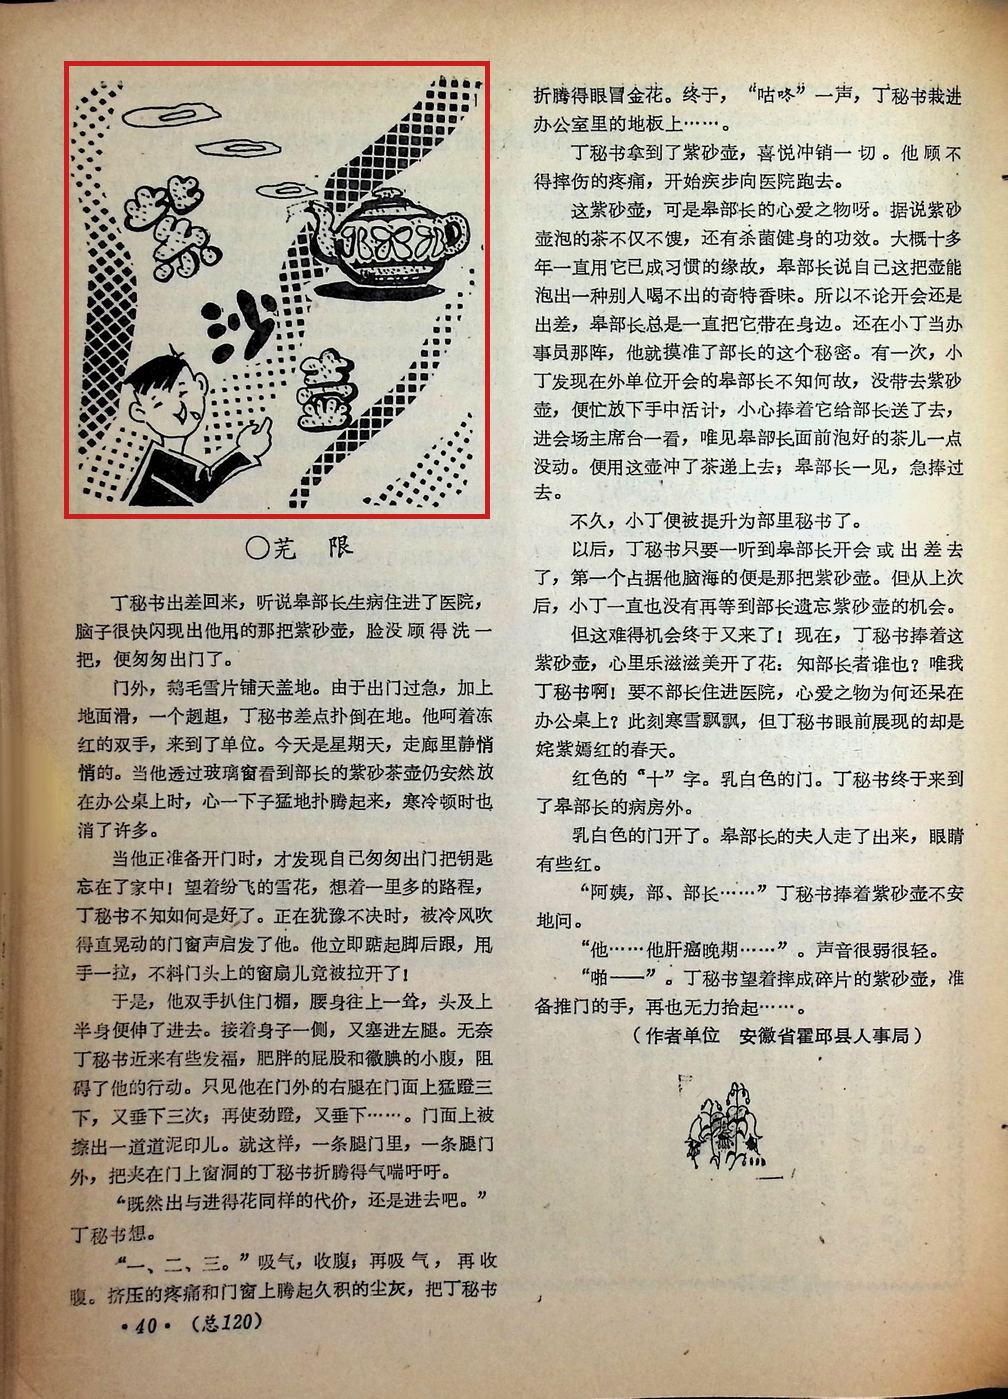 紫砂壶
○芜 限
丁秘书出差回来，听说皋部长生病住进了医院，
脑子很快闪现出他用的那把紫砂壶，脸没顾得洗一
把，便匆匆出门了。
门外，鹅毛雪片铺天盖地。由于出门过急，加上
地面滑，一个趔趄，丁秘书差点扑倒在地。他呵着冻
红的双手，来到了单位。今天是星期天，走廊里静悄
悄的。当他透过玻璃窗看到部长的紫砂茶壶仍安然放
在办公桌上时，心一下子猛地扑腾起来，寒冷顿时也
消了许多。
当他正准备开门时，才发现自己匆匆出门把钥匙
忘在了家中！望着纷飞的雪花，想着一里多的路程，
丁秘书不知如何是好了。正在犹豫不决时，被冷风吹
得直晃动的门窗声启发了他。他立即踮起脚后跟，用
手一拉，不料门头上的窗扇儿竟被拉开了！
于是，他双手扒住门楣，腰身往上一耸，头及上
半身便伸了进去。接着身子一侧，又塞进左腿。无奈
丁秘书近来有些发福，肥胖的屁股和徽腆的小腹，阻
碍了他的行动。只见他在门外的右腿在门面上猛蹬三
下，又垂下三次；再使劲蹬，又垂下……。门面上被
擦出一道道泥印儿。就这样，一条腿门里，一条腿门
外，把夹在门上窗洞的丁秘书折腾得气喘吁吁。
“既然出与进得花同样的代价，还是进去吧。”
丁秘书想。
“一、二、三。”吸气，收腹；再吸气，再收
腹。挤压的疼痛和门窗上腾起久积的尘灰，把丁秘书
·40·（总120）
折腾得眼冒金花。终于，“咕咚”一声，丁秘书栽进
办公室里的地板上……。
丁秘书拿到了紫砂壶，喜悦冲销一切。他顾不
得摔伤的疼痛，开始疾步向医院跑去。
这紫砂壶，可是皋部长的心爱之物呀。据说紫砂
壶泡的茶不仅不馊，还有杀菌健身的功效。大概十多
年一直用它已成习惯的缘故，皋部长说自己这把壶能
泡出一种别人喝不出的奇特香味。所以不论开会还是
出差，皋部长总是一直把它带在身边。还在小丁当办
事员那阵，他就摸准了部长的这个秘密。有一次，小
丁发现在外单位开会的皋部长不知何故，没带去紫砂
壶，便忙放下手中活计，小心捧着它给部长送了去，
进会场主席台一看，唯见皋部长面前泡好的茶儿一点
没动。便用这壶冲了茶递上去；皋部长一见，急捧过
去。
不久，小丁便被提升为部里秘书了。
以后，丁秘书只要一听到皋部长开会或出差去
了，第一个占据他脑海的便是那把紫砂壶。但从上次
后，小丁一直也没有再等到部长遗忘紫砂壶的机会。
但这难得机会终于又来了！现在，丁秘书捧着这
紫砂壶，心里乐滋滋美开了花：知部长者谁也？唯我
丁秘书啊！要不部长住进医院，心爱之物为何还呆在
办公桌上？此刻寒雪飘飘，但丁秘书眼前展现的却是
姹紫嫣红的春天。
红色的“十”字。乳白色的门。丁秘书终于来到
了皋部长的病房外。
乳白色的门开了。皋部长的夫人走了出来，眼睛
有些红。
“阿姨，部、部长……”丁秘书捧着紫砂壶不安
地问。
“他……他肝癌晚期……”。声音很弱很轻。
“啪——”。丁秘书望着摔成碎片的紫砂壶，准
备推门的手，再也无力抬起……。
（作者单位　安徽省霍邱县人事局）